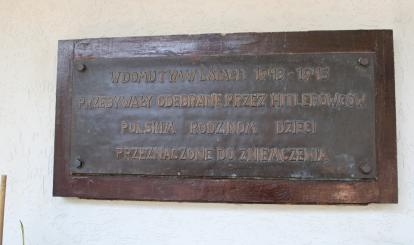 W DOMU TYM W LATACH 1943 - 1945
PRZEBYWAŁY ODEBRANE PRZEZ HITLEROWCÓW
POLSKIM RODZINOM DZIECI
PRZEZNACZONE DO ZNIEMCZENIA